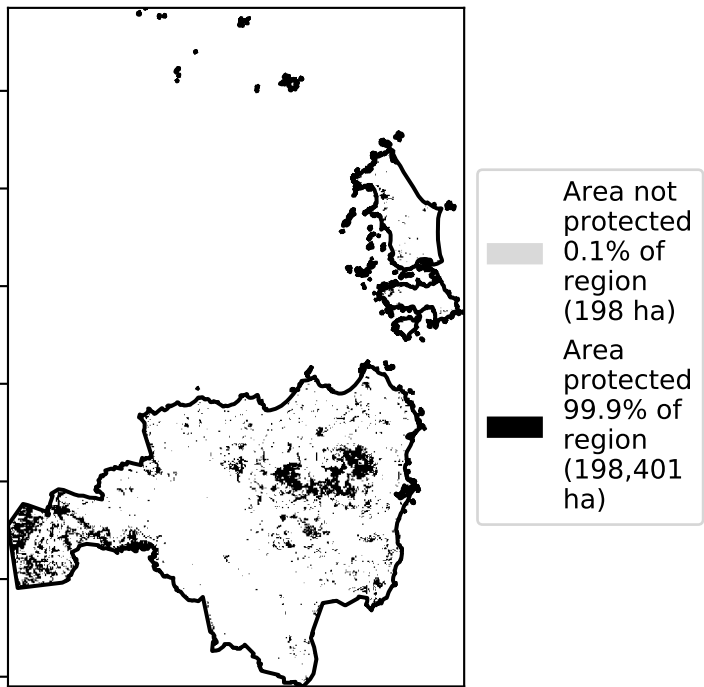 Area not
protected
0.1% of
region
(198 ha)
Area
protected
99.9% of
region
(198,401
ha)